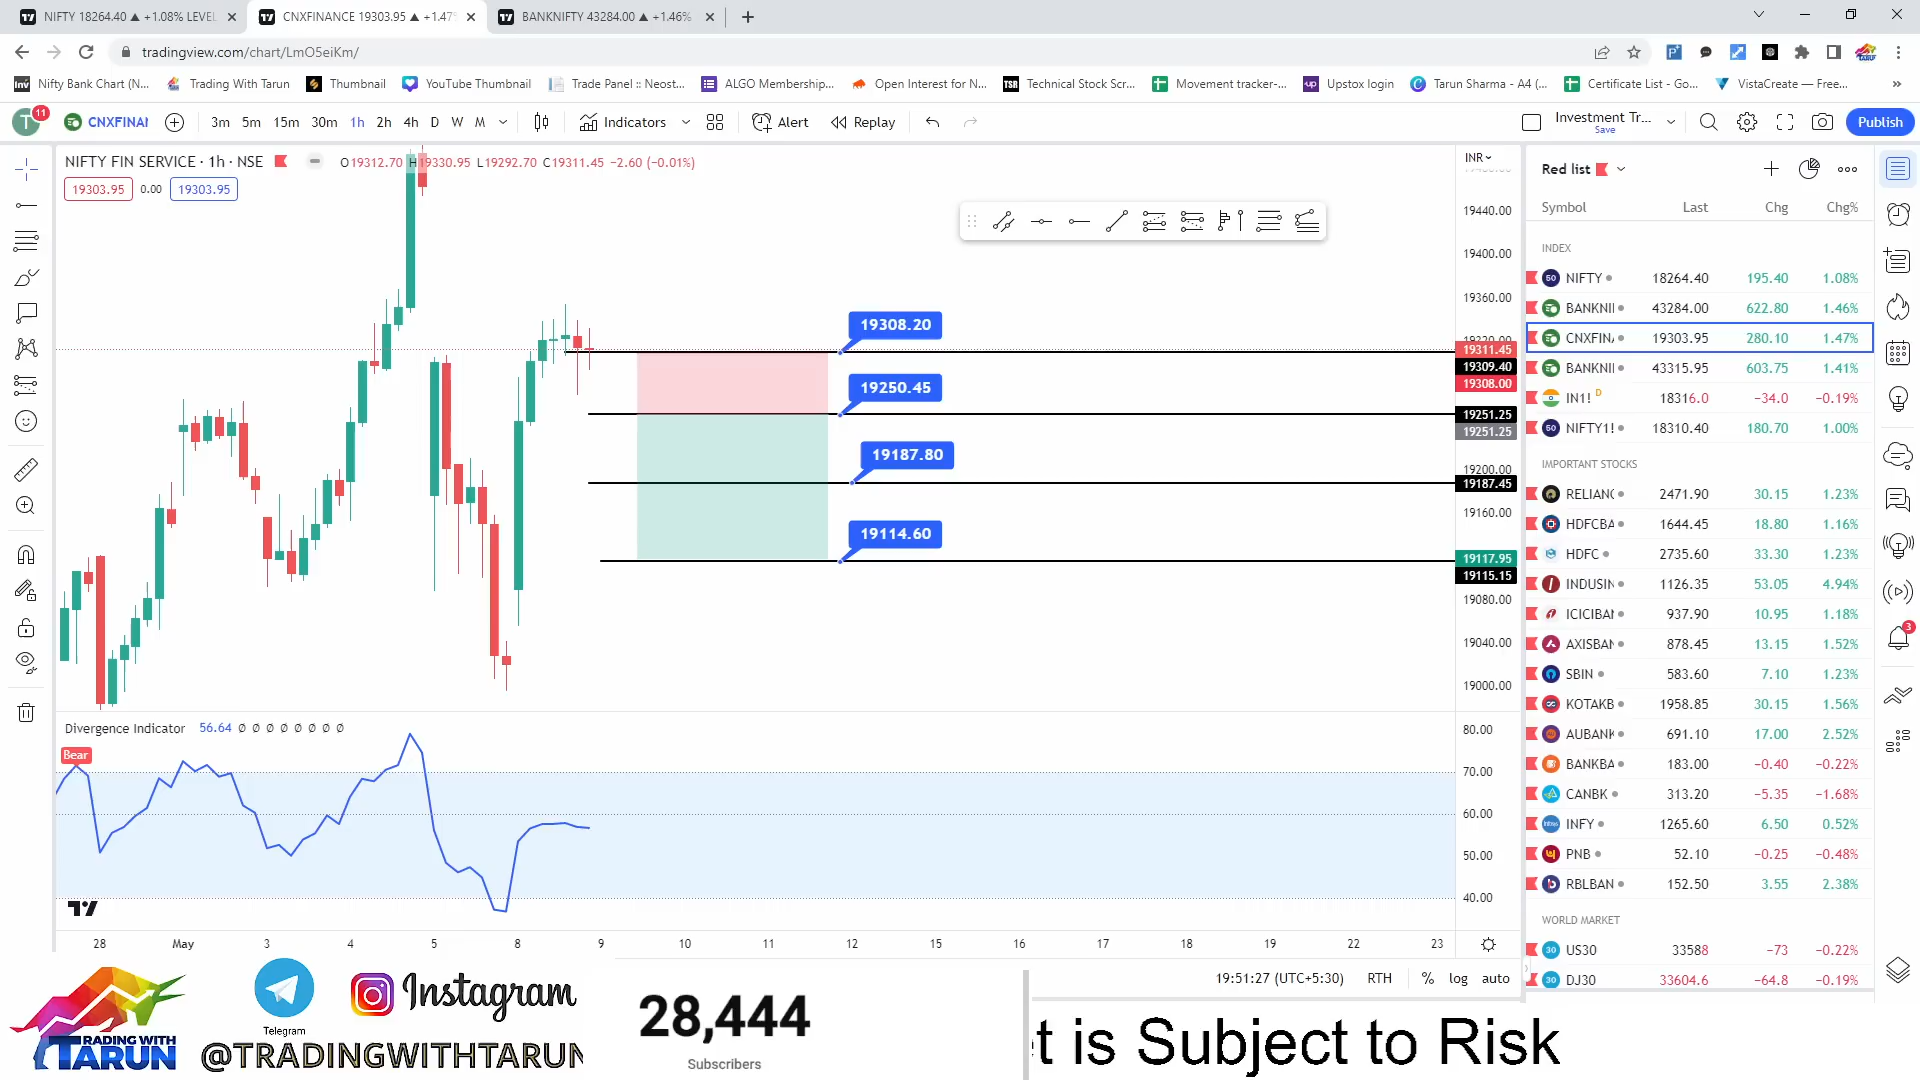 NIFTY 18264.40 ▲ +1.08% LEVEL
CNXFINANCE 19303.95 ▲ +1.47%
BANKNIFTY 43284.00 ▲ +1.46%
tradingview.com/chart/LmO5eiKm/
Nifty Bank Chart (N... Trading With Tarun Thumbnail YouTube Thumbnail Trade Panel :: Neost... ALGO Membership... Open Interest for N... TSR Technical Stock Scr... Movement tracker-... up Upstox login Tarun Sharma - A4 (... Certificate List - Go... VistaCreate — Free...
T 11 CNXFINAI 3m 5m 15m 30m 1h 2h 4h D W M Indicators Alert Replay Investment Tr... Save Publish
NIFTY FIN SERVICE · 1h · NSE O19312.70 H19330.95 L19292.70 C19311.45 −2.60 (−0.01%)
19303.95 0.00 19303.95
INR
19440.00
19400.00
19360.00
19311.45
19309.40
19308.00
19251.25
19251.25
19200.00
19187.45
19160.00
19117.95
19115.15
19080.00
19040.00
19000.00
19308.20
19250.45
19187.80
19114.60
Divergence Indicator 56.64 Ø Ø Ø Ø Ø Ø Ø Ø
Bear
80.00
70.00
60.00
50.00
40.00
28 May 3 4 5 8 9 10 11 12 15 16 17 18 19 22 23
19:51:27 (UTC+5:30) RTH % log auto
Red list
Symbol Last Chg Chg%
INDEX
50 NIFTY 18264.40 195.40 1.08%
BANKNII 43284.00 622.80 1.46%
CNXFIN 19303.95 280.10 1.47%
BANKNII 43315.95 603.75 1.41%
IN1! D 18316.0 −34.0 −0.19%
50 NIFTY1! 18310.40 180.70 1.00%
IMPORTANT STOCKS
RELIANC 2471.90 30.15 1.23%
HDFCBA 1644.45 18.80 1.16%
HDFC 2735.60 33.30 1.23%
INDUSIN 1126.35 53.05 4.94%
ICICIBAN 937.90 10.95 1.18%
AXISBAN 878.45 13.15 1.52%
SBIN 583.60 7.10 1.23%
KOTAKB 1958.85 30.15 1.56%
AUBANK 691.10 17.00 2.52%
BANKBA 183.00 −0.40 −0.22%
CANBK 313.20 −5.35 −1.68%
INFY 1265.60 6.50 0.52%
PNB 52.10 −0.25 −0.48%
RBLBAN 152.50 3.55 2.38%
WORLD MARKET
30 US30 33588 −73 −0.22%
30 DJ30 33604.6 −64.8 −0.19%
3
TRADING WITH
TARUN
Telegram
Instagram
@TRADINGWITHTARUN
28,444
Subscribers
t is Subject to Risk